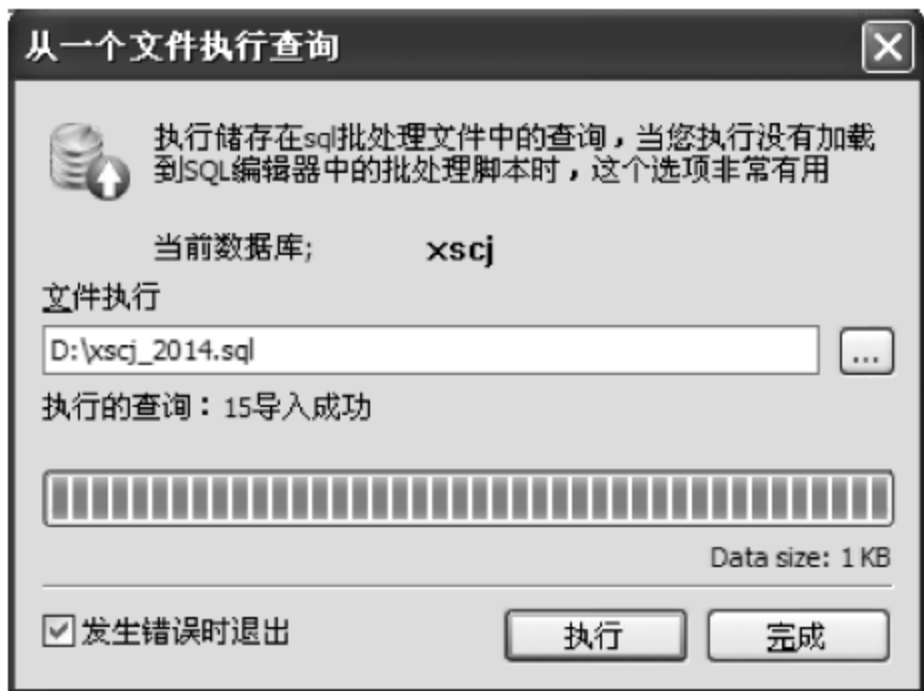 从一个文件执行查询
执行储存在sql批处理文件中的查询，当您执行没有加载
到SQL编辑器中的批处理脚本时，这个选项非常有用
当前数据库; xscj
文件执行
D:\xscj_2014.sql
...
执行的查询：15导入成功
Data size: 1 KB
发生错误时退出
执行
完成